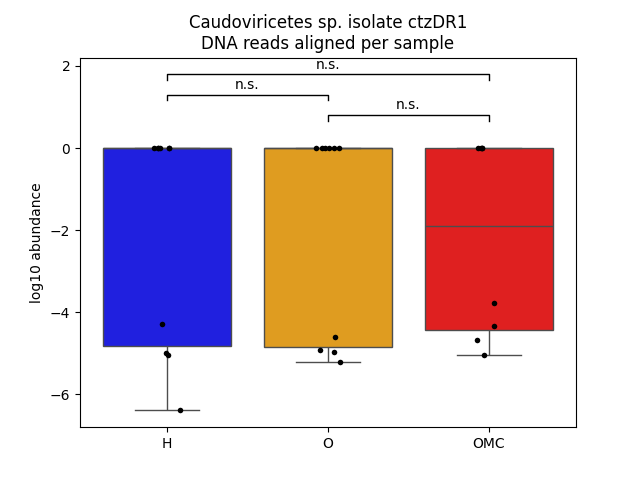 Caudoviricetes sp. isolate ctzDR1
DNA reads aligned per sample
n.s.
n.s.
n.s.
2
0
−2
−4
−6
log10 abundance
H
O
OMC